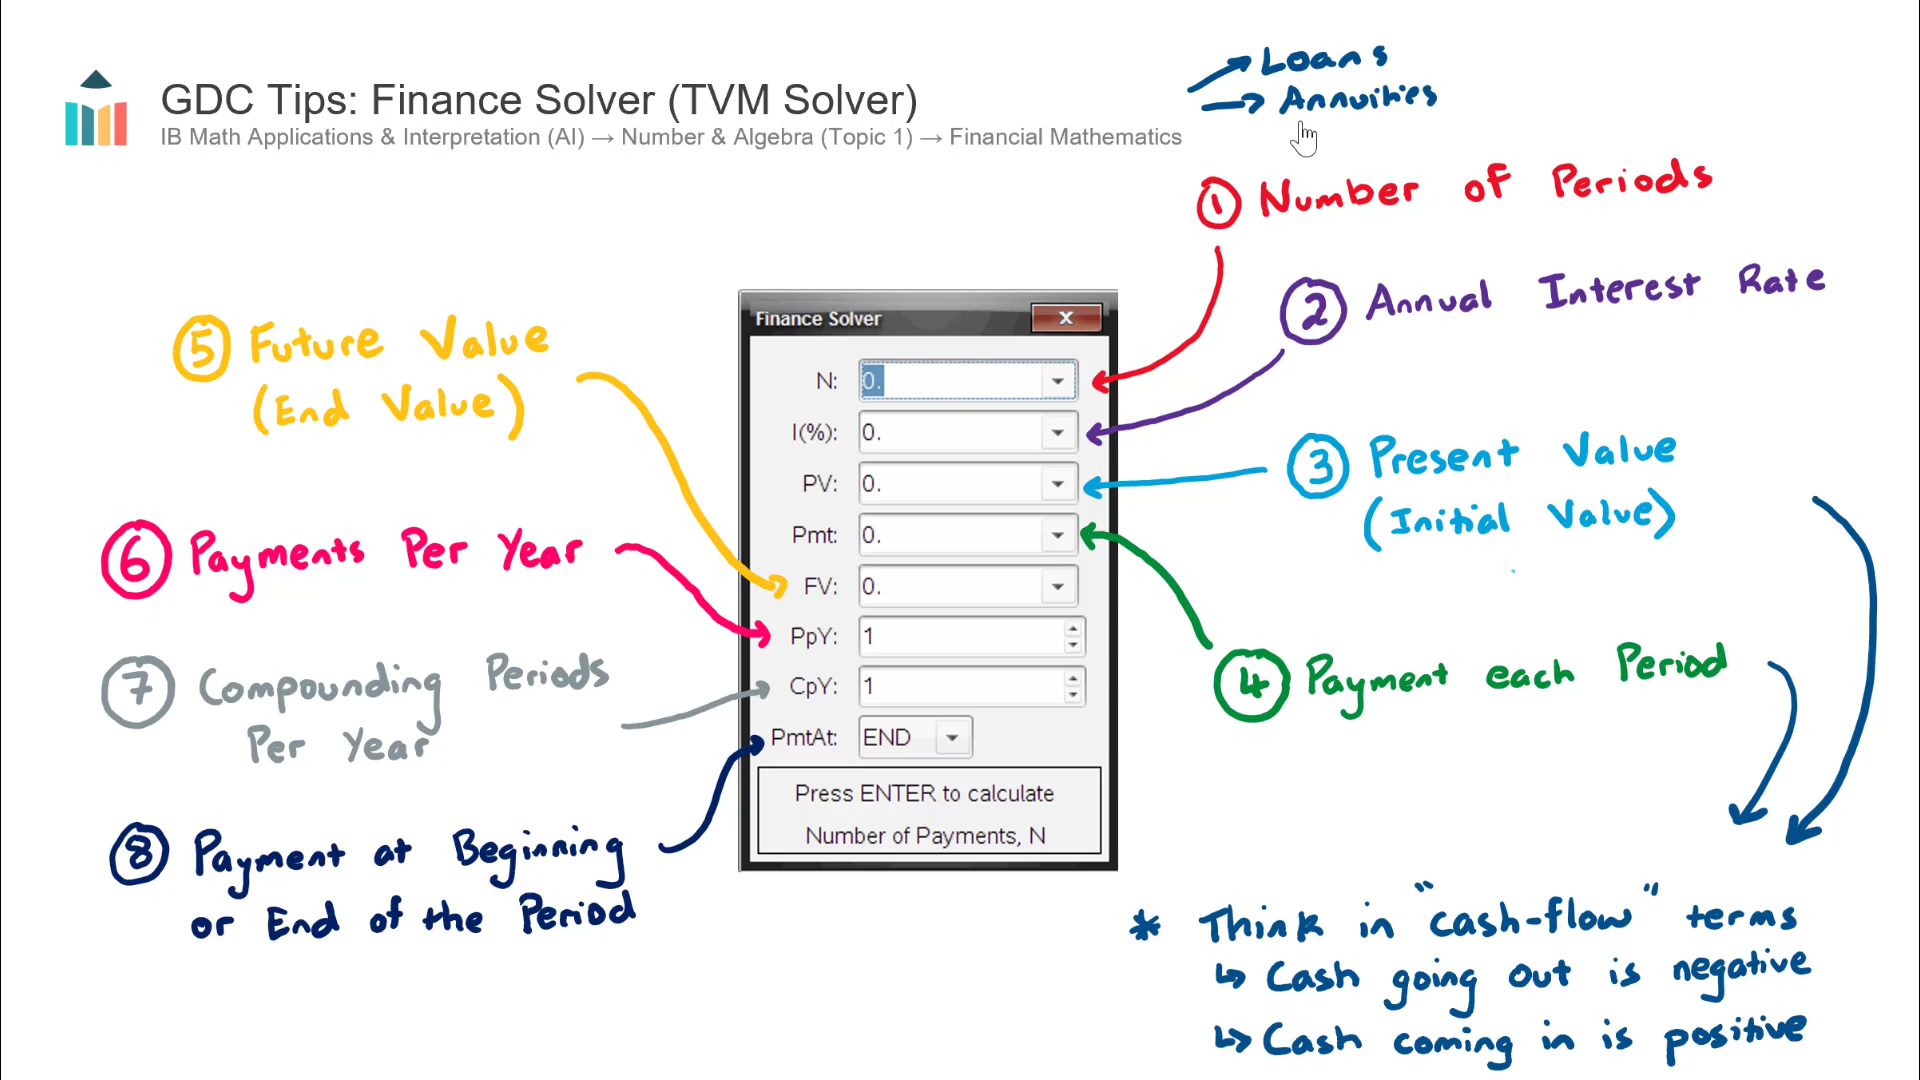 GDC Tips: Finance Solver (TVM Solver)
IB Math Applications & Interpretation (AI) → Number & Algebra (Topic 1) → Financial Mathematics
→ Loans
→ Annuities
① Number of Periods
② Annual Interest Rate
③ Present Value
(Initial Value)
④ Payment each Period
⑤ Future Value
(End Value)
⑥ Payments Per Year
⑦ Compounding Periods
Per Year
⑧ Payment at Beginning
or End of the Period
Finance Solver X
N: 0.
I(%): 0.
PV: 0.
Pmt: 0.
FV: 0.
PpY: 1
CpY: 1
PmtAt: END
Press ENTER to calculate
Number of Payments, N
* Think in "cash-flow" terms
↳ Cash going out is negative
↳ Cash coming in is positive